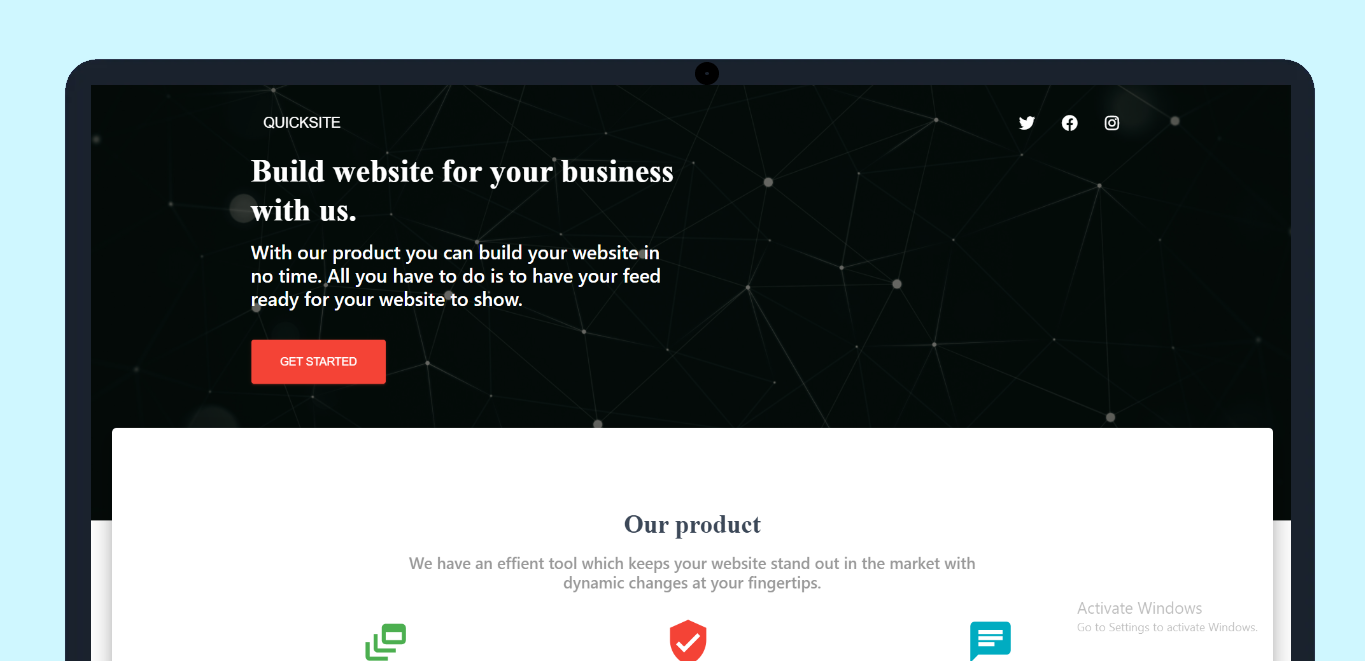 QUICKSITE
Build website for your business
with us.
With our product you can build your website in
no time. All you have to do is to have your feed
ready for your website to show.
GET STARTED
Our product
We have an effient tool which keeps your website stand out in the market with
dynamic changes at your fingertips.
Activate Windows
Go to Settings to activate Windows.